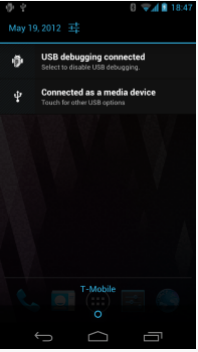 18:47
May 19, 2012
USB debugging connected
Select to disable USB debugging.
Connected as a media device
Touch for other USB options
T-Mobile